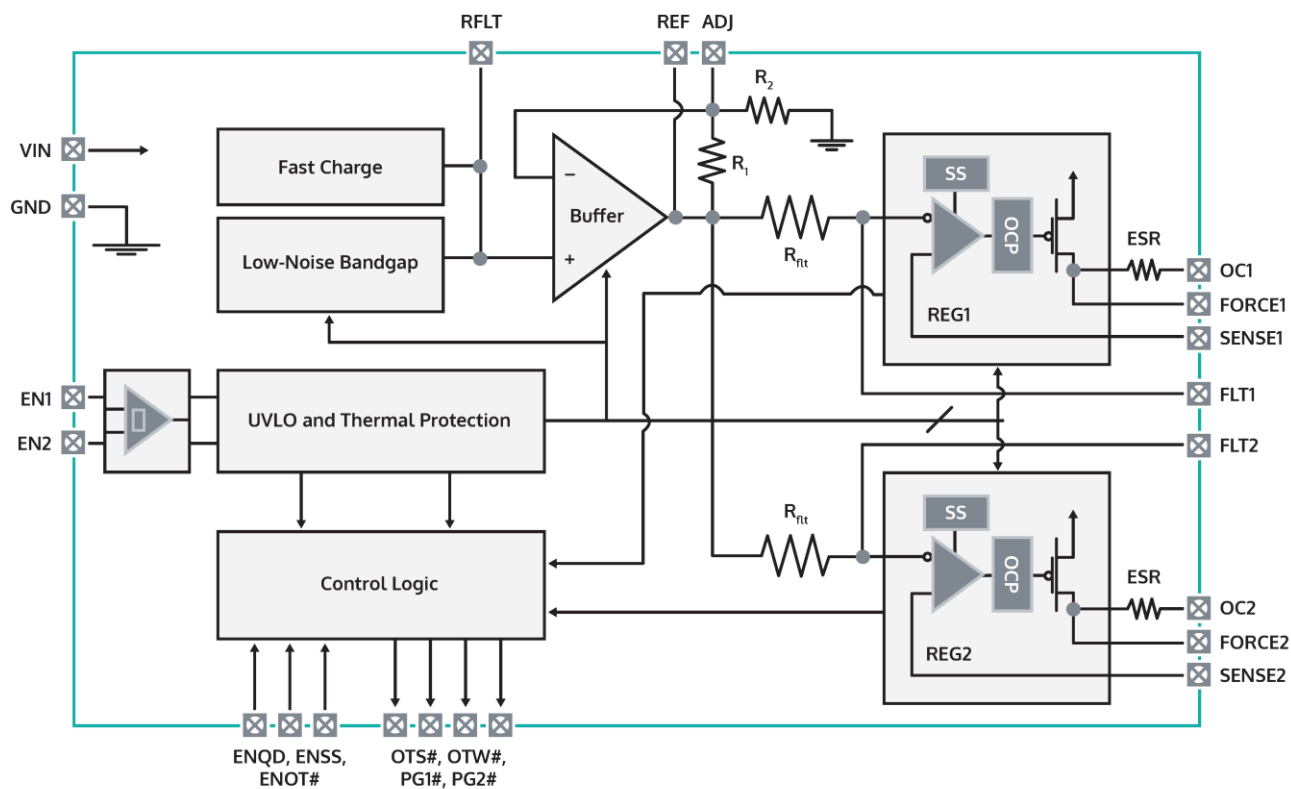 RFLT
REF
ADJ
R2
VIN
Fast Charge
R1
SS
GND
Buffer
−
+
OCP
ESR
Low-Noise Bandgap
Rflt
OC1
FORCE1
REG1
SENSE1
EN1
FLT1
UVLO and Thermal Protection
EN2
FLT2
Rflt
SS
OCP
ESR
Control Logic
OC2
FORCE2
REG2
SENSE2
ENQD, ENSS,
ENOT#
OTS#, OTW#,
PG1#, PG2#